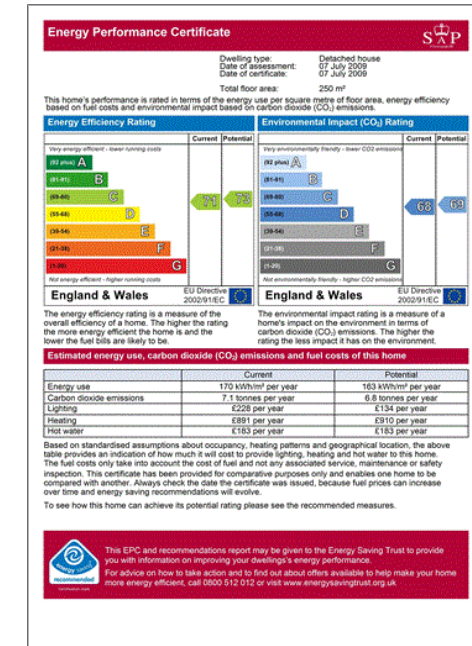 Energy Performance Certificate
SAP
Dwelling type: Detached house
Date of assessment: 07 July 2009
Date of certificate: 07 July 2009
Total floor area: 250 m²
This home's performance is rated in terms of the energy use per square metre of floor area, energy efficiency
based on fuel costs and environmental impact based on carbon dioxide (CO₂) emissions.
Energy Efficiency Rating
Current Potential
Very energy efficient - lower running costs
(92 plus) A
(81-91) B
(69-80) C
(55-68) D
(39-54) E
(21-38) F
(1-20) G
71 73
Not energy efficient - higher running costs
England & Wales
EU Directive
2002/91/EC
Environmental Impact (CO₂) Rating
Current Potential
Very environmentally friendly - lower CO2 emissions
(92 plus) A
(81-91) B
(69-80) C
(55-68) D
(39-54) E
(21-38) F
(1-20) G
68 69
Not environmentally friendly - higher CO2 emissions
England & Wales
EU Directive
2002/91/EC
The energy efficiency rating is a measure of the
overall efficiency of a home. The higher the rating
the more energy efficient the home is and the
lower the fuel bills are likely to be.
The environmental impact rating is a measure of a
home's impact on the environment in terms of
carbon dioxide (CO₂) emissions. The higher the
rating the less impact it has on the environment.
Estimated energy use, carbon dioxide (CO₂) emissions and fuel costs of this home
Current Potential
Energy use 170 kWh/m² per year 163 kWh/m² per year
Carbon dioxide emissions 7.1 tonnes per year 6.8 tonnes per year
Lighting £228 per year £134 per year
Heating £891 per year £910 per year
Hot water £183 per year £183 per year
Based on standardised assumptions about occupancy, heating patterns and geographical location, the above
table provides an indication of how much it will cost to provide lighting, heating and hot water to this home.
The fuel costs only take into account the cost of fuel and not any associated service, maintenance or safety
inspection. This certificate has been provided for comparative purposes only and enables one home to be
compared with another. Always check the date the certificate was issued, because fuel prices can increase
over time and energy saving recommendations will evolve.
To see how this home can achieve its potential rating please see the recommended measures.
energy saving
recommended
Certification mark
This EPC and recommendations report may be given to the Energy Saving Trust to provide
you with information on improving your dwellings's energy performance.
For advice on how to take action and to find out about offers available to help make your home
more energy efficient, call 0800 512 012 or visit www.energysavingtrust.org.uk